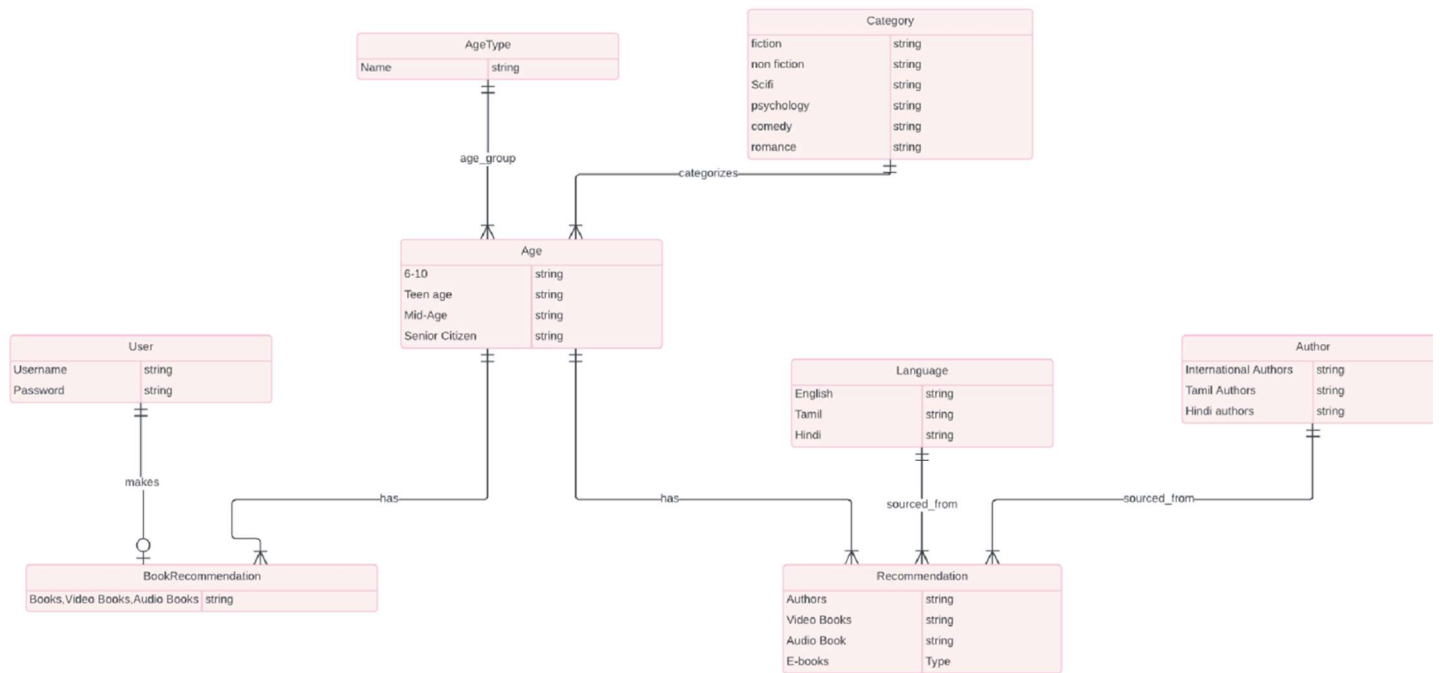 Category
fiction string
non fiction string
Scifi string
psychology string
comedy string
romance string
AgeType
Name string
age_group
categorizes
Age
6-10 string
Teen age string
Mid-Age string
Senior Citizen string
User
Username string
Password string
Language
English string
Tamil string
Hindi string
Author
International Authors string
Tamil Authors string
Hindi authors string
makes
has
has
sourced_from
sourced_from
BookRecommendation
Books,Video Books,Audio Books string
Recommendation
Authors string
Video Books string
Audio Book string
E-books Type